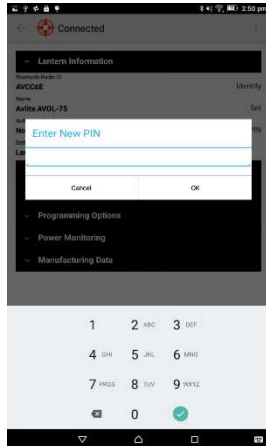 2:50 pm
Connected
Lantern Information
Bluetooth Radio ID
AVCC6E
Identify
Name
Avlite AVOL-75
Set
PIN
Enter New PIN
Cancel
OK
Programming Options
Power Monitoring
Manufacturing Data
1
2 ABC
3 DEF
4 GHI
5 JKL
6 MNO
7 PRQS
8 TUV
9 WXYZ
0